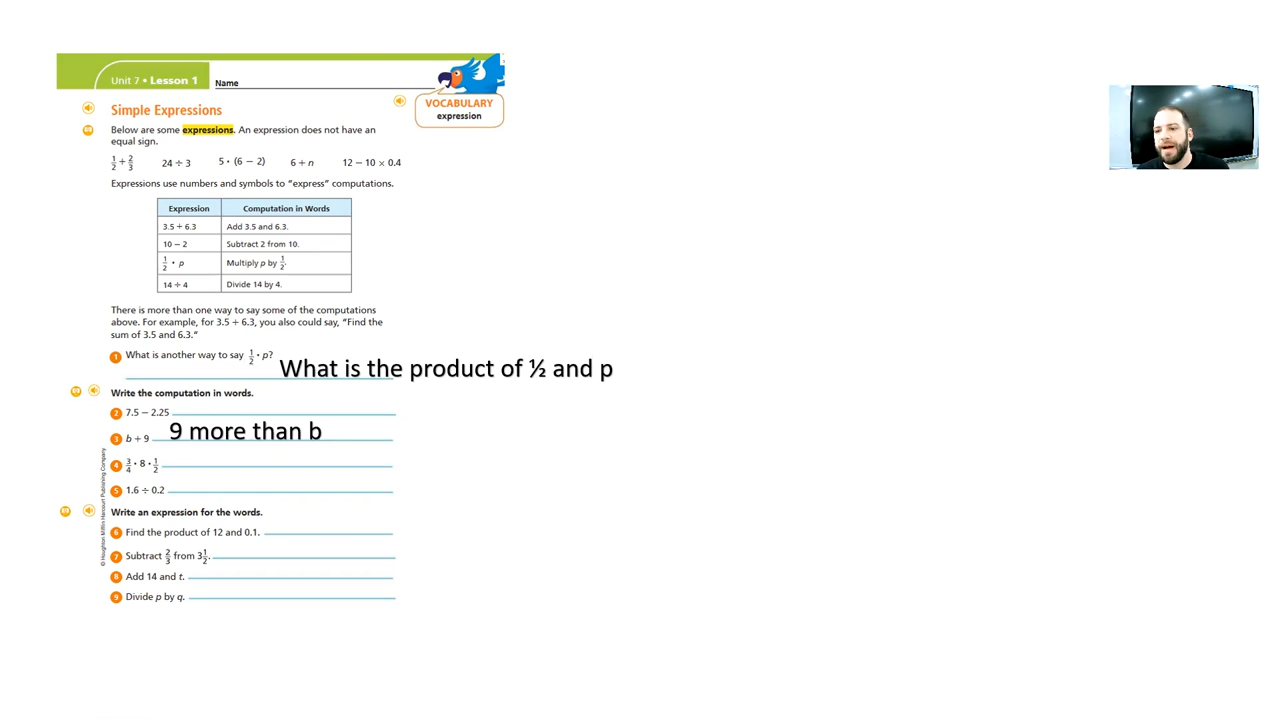 Unit 7 • Lesson 1
Name
VOCABULARY
expression
Simple Expressions
Below are some expressions. An expression does not have an
equal sign.
1/2 + 2/3 24 ÷ 3 5 • (6 − 2) 6 + n 12 − 10 × 0.4
Expressions use numbers and symbols to “express” computations.
Expression Computation in Words
3.5 + 6.3 Add 3.5 and 6.3.
10 − 2 Subtract 2 from 10.
1/2 • p Multiply p by 1/2.
14 ÷ 4 Divide 14 by 4.
There is more than one way to say some of the computations
above. For example, for 3.5 + 6.3, you also could say, “Find the
sum of 3.5 and 6.3.”
1 What is another way to say 1/2 • p?
What is the product of ½ and p
Write the computation in words.
2 7.5 − 2.25
3 b + 9 9 more than b
4 3/4 • 8 • 1/2
5 1.6 ÷ 0.2
Write an expression for the words.
6 Find the product of 12 and 0.1.
7 Subtract 2/3 from 3 1/2.
8 Add 14 and t.
9 Divide p by q.
© Houghton Mifflin Harcourt Publishing Company